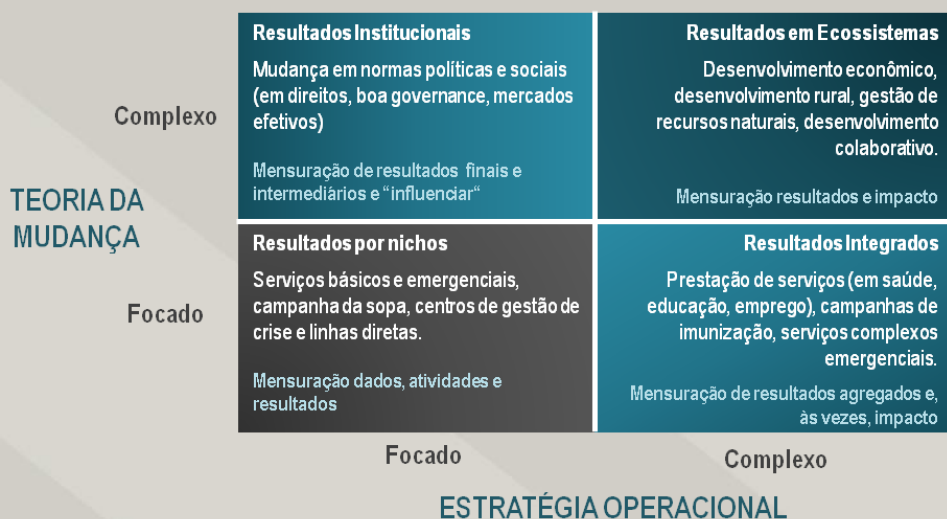 Resultados Institucionais
Mudança em normas políticas e sociais
(em direitos, boa governance, mercados
efetivos)
Mensuração de resultados finais e
intermediários e “influenciar“
Resultados em Ecossistemas
Desenvolvimento econômico,
desenvolvimento rural, gestão de
recursos naturais, desenvolvimento
colaborativo.
Mensuração resultados e impacto
Complexo
TEORIA DA
MUDANÇA
Focado
Resultados por nichos
Serviços básicos e emergenciais,
campanha da sopa, centros de gestão de
crise e linhas diretas.
Mensuração dados, atividades e
resultados
Resultados Integrados
Prestação de serviços (em saúde,
educação, emprego), campanhas de
imunização, serviços complexos
emergenciais.
Mensuração de resultados agregados e,
às vezes, impacto
Focado
Complexo
ESTRATÉGIA OPERACIONAL